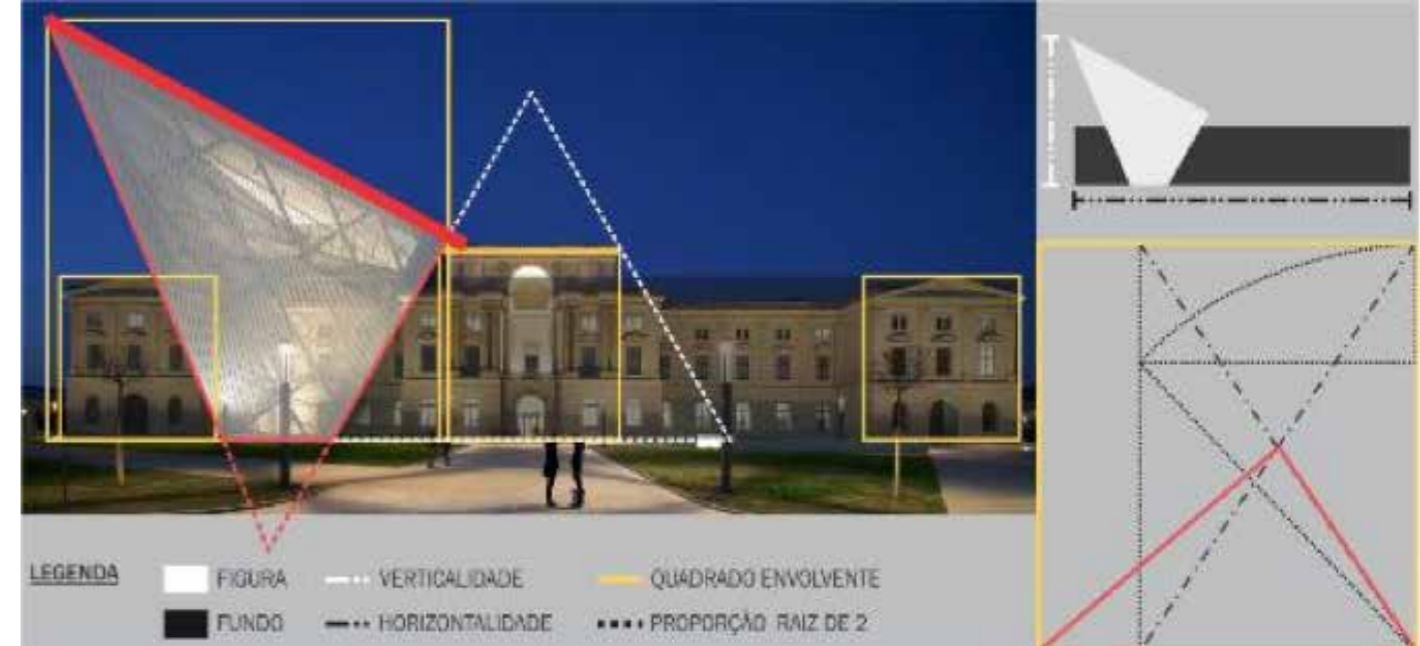 LEGENDA
FIGURA
VERTICALIDADE
QUADRADO ENVOLVENTE
FUNDO
HORIZONTALIDADE
PROPORÇÃO RAIZ DE 2